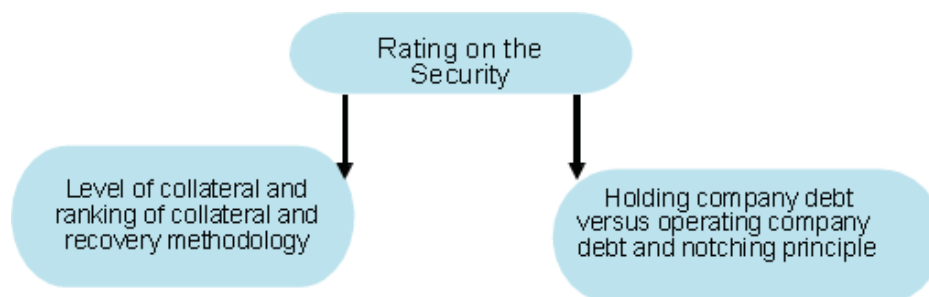 Rating on the
Security
Level of collateral and
ranking of collateral and
recovery methodology
Holding company debt
versus operating company
debt and notching principle